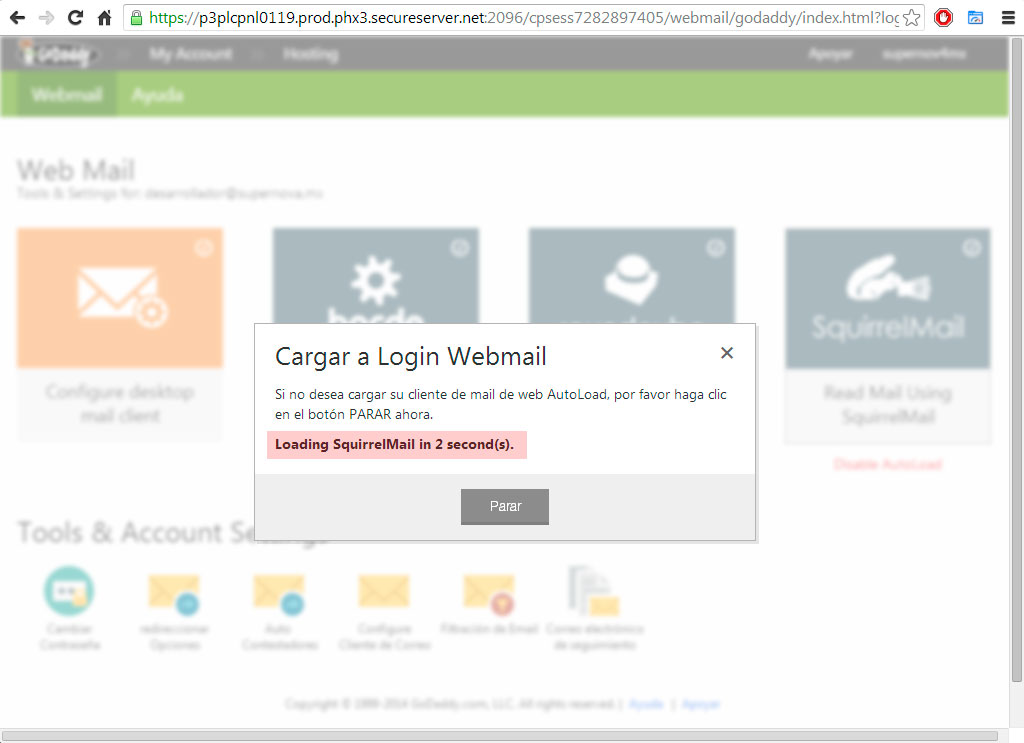 https://p3plcpnl0119.prod.phx3.secureserver.net:2096/cpsess7282897405/webmail/godaddy/index.html?log
GoDaddy My Account Hosting Apoyar supernov4mx
Webmail Ayuda
Web Mail
Tools & Settings for: desarrollador@supernova.mx
SquirrelMail
Configure desktop
mail client
Read Mail Using
SquirrelMail
Disable AutoLoad
Cargar a Login Webmail
Si no desea cargar su cliente de mail de web AutoLoad, por favor haga clic
en el botón PARAR ahora.
Loading SquirrelMail in 2 second(s).
Parar
Tools & Account Settings
Cambiar
Contraseña
redireccionar
Opciones
Auto
Contestadores
Configure
Cliente de Correo
Filtración de Email
Correo electrónico
de seguimiento
Copyright © 1999-2014 GoDaddy.com, LLC. All rights reserved. | Ayuda | Apoyar